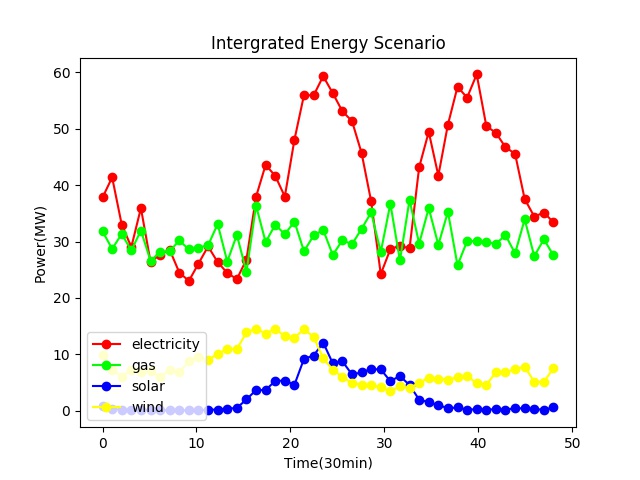 Intergrated Energy Scenario
Power(MW)
60
50
40
30
20
10
0
electricity
gas
solar
wind
0 10 20 30 40 50
Time(30min)